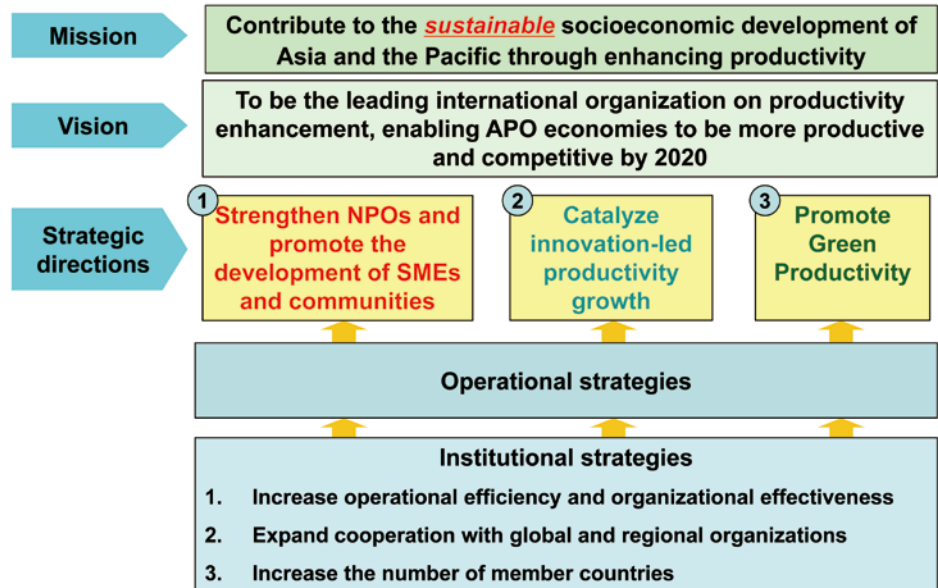 Mission
Contribute to the sustainable socioeconomic development of
Asia and the Pacific through enhancing productivity
Vision
To be the leading international organization on productivity
enhancement, enabling APO economies to be more productive
and competitive by 2020
Strategic
directions
1
Strengthen NPOs and
promote the
development of SMEs
and communities
2
Catalyze
innovation-led
productivity
growth
3
Promote
Green
Productivity
Operational strategies
Institutional strategies
1. Increase operational efficiency and organizational effectiveness
2. Expand cooperation with global and regional organizations
3. Increase the number of member countries